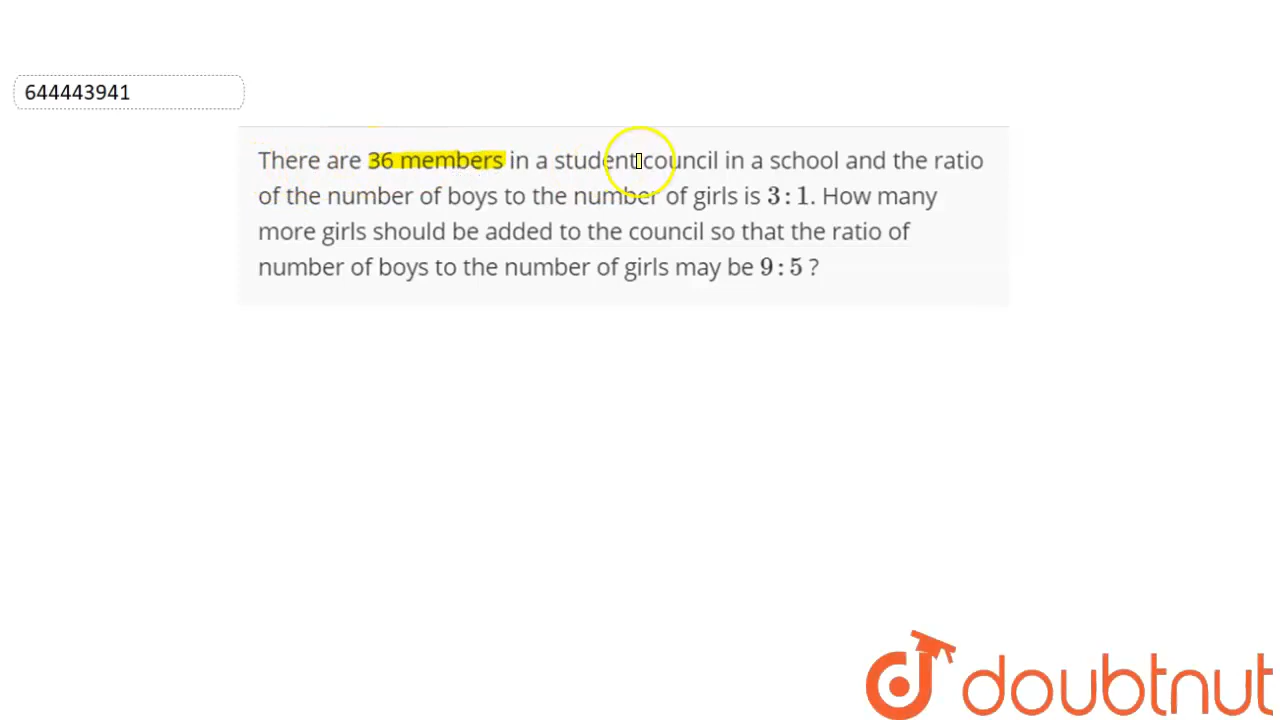 644443941
There are 36 members in a student council in a school and the ratio
of the number of boys to the number of girls is 3 : 1. How many
more girls should be added to the council so that the ratio of
number of boys to the number of girls may be 9 : 5 ?
doubtnut